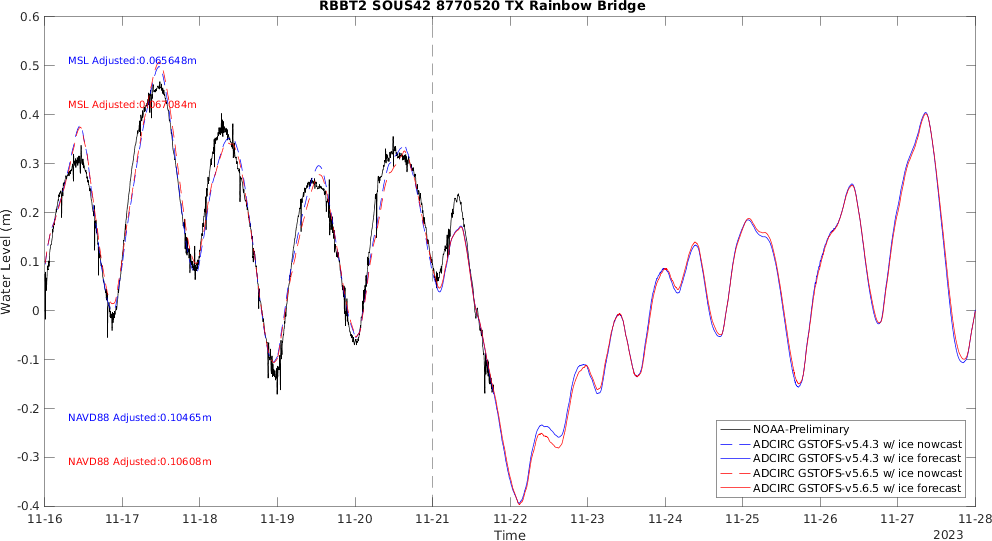 RBBT2 SOUS42 8770520 TX Rainbow Bridge
0.6
0.5
0.4
0.3
0.2
0.1
0
-0.1
-0.2
-0.3
-0.4
Water Level (m)
MSL Adjusted:0.065648m
MSL Adjusted:0.067084m
NAVD88 Adjusted:0.10465m
NAVD88 Adjusted:0.10608m
NOAA-Preliminary
ADCIRC GSTOFS-v5.4.3 w/ ice nowcast
ADCIRC GSTOFS-v5.4.3 w/ ice forecast
ADCIRC GSTOFS-v5.6.5 w/ ice nowcast
ADCIRC GSTOFS-v5.6.5 w/ ice forecast
11-16 11-17 11-18 11-19 11-20 11-21 11-22 11-23 11-24 11-25 11-26 11-27 11-28
Time
2023